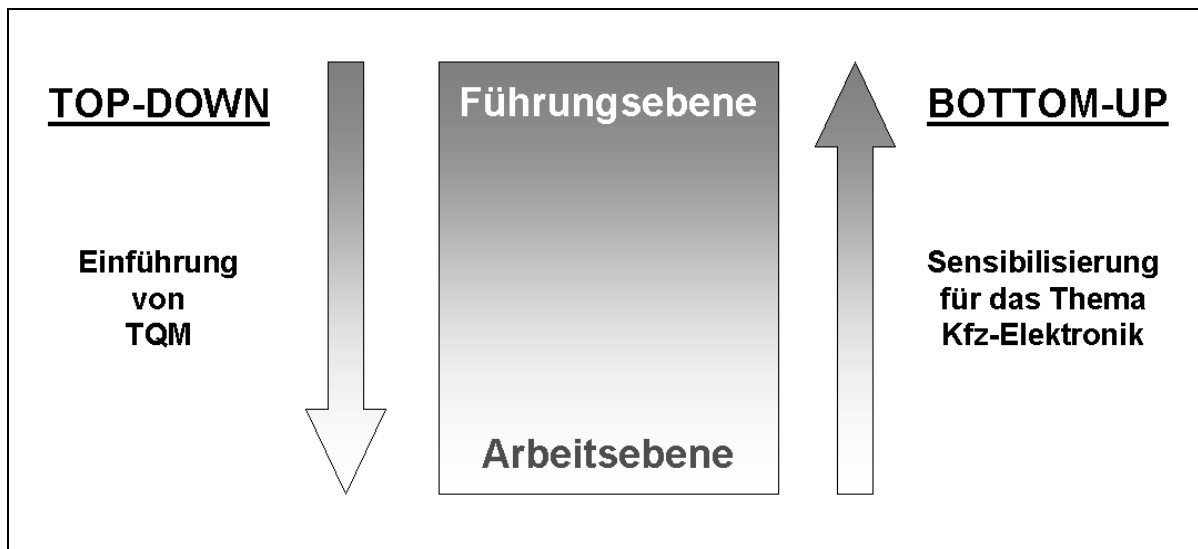 TOP-DOWN
Einführung
von
TQM
Führungsebene
Arbeitsebene
BOTTOM-UP
Sensibilisierung
für das Thema
Kfz-Elektronik